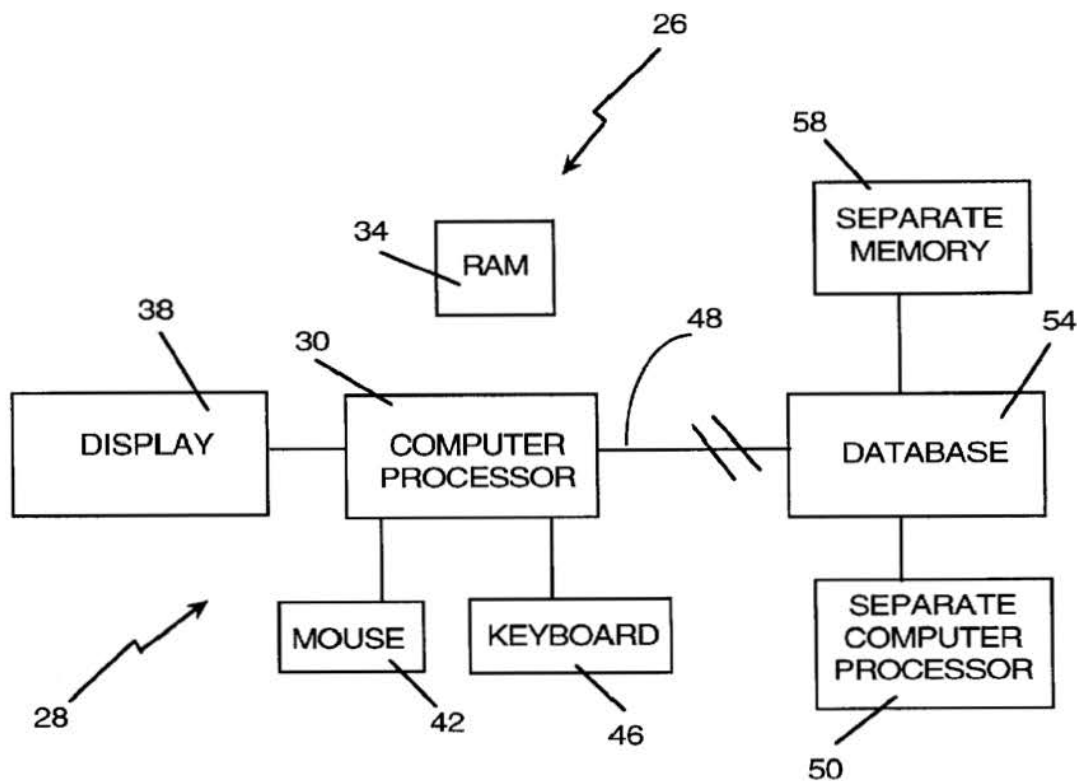 26
58
SEPARATE
MEMORY
34
RAM
38
30
48
54
DISPLAY
COMPUTER
PROCESSOR
DATABASE
MOUSE
KEYBOARD
SEPARATE
COMPUTER
PROCESSOR
28
42
46
50